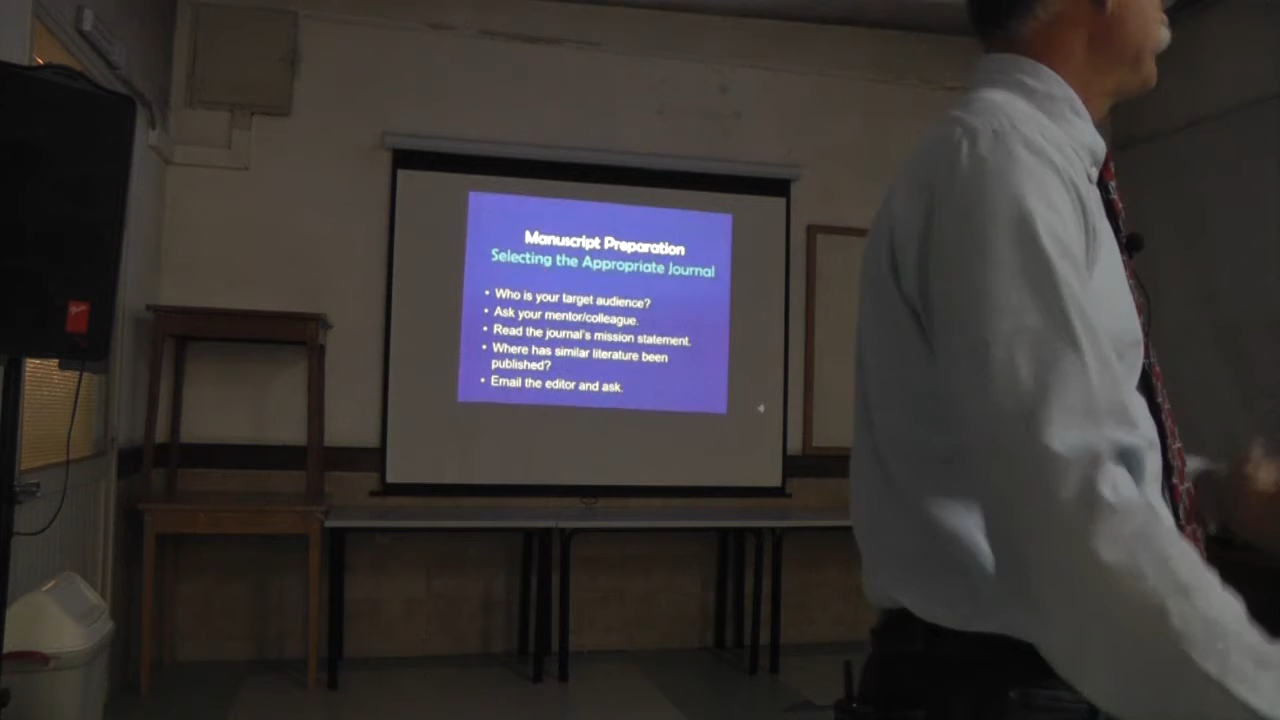 Manuscript Preparation
Selecting the Appropriate Journal
• Who is your target audience?
• Ask your mentor/colleague.
• Read the journal's mission statement.
• Where has similar literature been
published?
• Email the editor and ask.